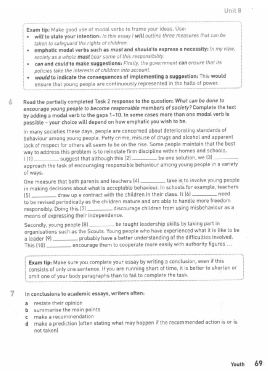 Unit 8
Exam tip: Make good use of modal verbs to frame your ideas. Use:
• will to state your intention: In this essay I will outline three measures that can be
taken to safeguard the rights of children.
• emphatic modal verbs such as must and should to express a necessity: In my view,
society as a whole must bear some of this responsibility.
• can and could to make suggestions: Finally, the government can ensure that its
policies take the interests of children into account.
• would to indicate the consequences of implementing a suggestion: This would
ensure that young people are continuously represented in the halls of power.
6 Read the partially completed Task 2 response to the question: What can be done to
encourage young people to become responsible members of society? Complete the text
by adding a modal verb to the gaps 1–10. In some cases more than one modal verb is
possible – your choice will depend on how emphatic you wish to be.
In many societies these days, people are concerned about deteriorating standards of
behaviour among young people. Petty crime, misuse of drugs and alcohol and apparent
lack of respect for others all seem to be on the rise. Some people maintain that the best
way to address this problem is to reinstate firm discipline within homes and schools.
I (1) suggest that although this (2) be one solution, we (3)
approach the task of encouraging responsible behaviour among young people in a variety
of ways.
One measure that both parents and teachers (4) take is to involve young people
in making decisions about what is acceptable behaviour. In schools for example, teachers
(5) draw up a contract with the children in their class. It (6) need
to be revised periodically as the children mature and are able to handle more freedom
responsibly. Doing this (7) discourage children from using misbehaviour as a
means of expressing their independence.
Secondly, young people (8) be taught leadership skills by taking part in
organisations such as the Scouts. Young people who have experienced what it is like to be
a leader (9) probably have a better understanding of the difficulties involved.
This (10) encourage them to cooperate more easily with authority figures ...
Exam tip: Make sure you complete your essay by writing a conclusion, even if this
consists of only one sentence. If you are running short of time, it is better to shorten or
omit one of your body paragraphs than to fail to complete the task.
7 In conclusions to academic essays, writers often:
a restate their opinion
b summarise the main points
c make a recommendation
d make a prediction (often stating what may happen if the recommended action is or is
not taken)
Youth 69